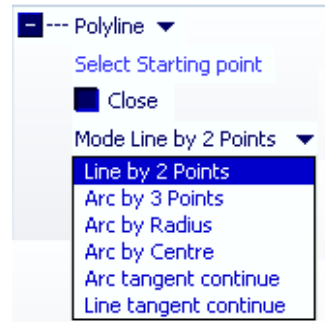 Polyline
Select Starting point
Close
Mode Line by 2 Points
Line by 2 Points
Arc by 3 Points
Arc by Radius
Arc by Centre
Arc tangent continue
Line tangent continue